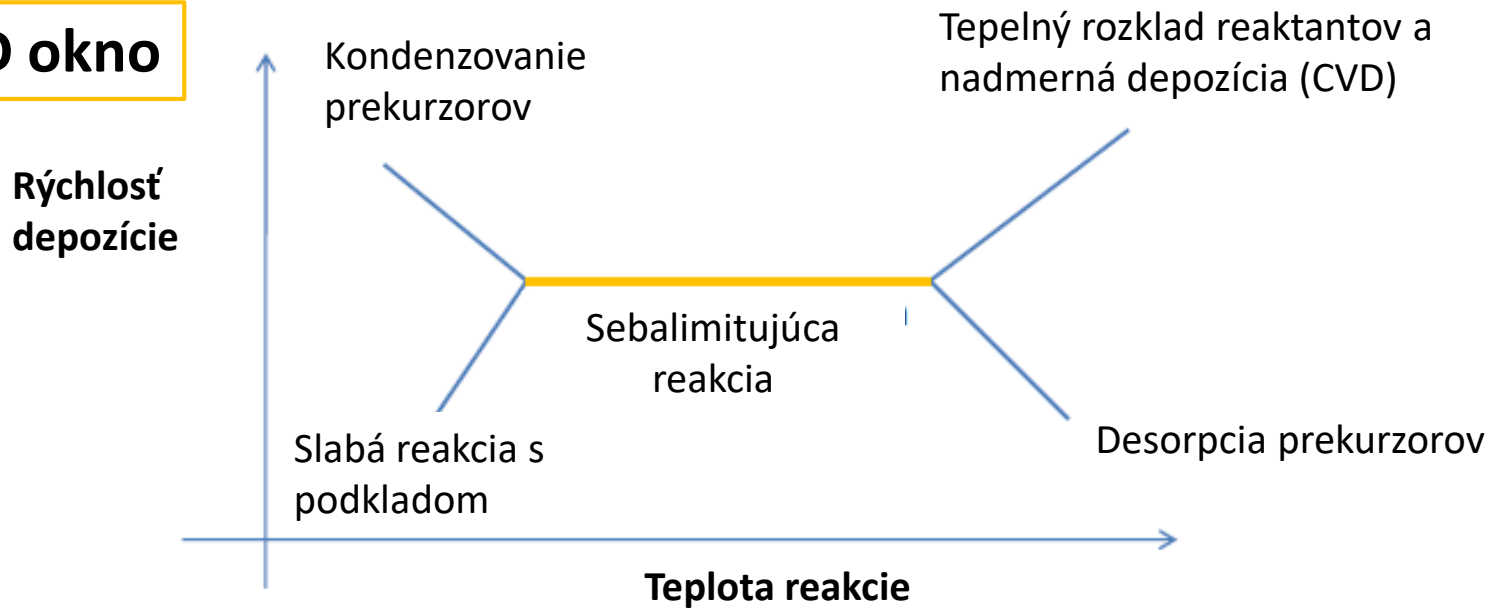 D okno
Kondenzovanie
prekurzorov
Tepelný rozklad reaktantov a
nadmerná depozícia (CVD)
Rýchlosť
depozície
Sebalimitujúca
reakcia
Slabá reakcia s
podkladom
Desorpcia prekurzorov
Teplota reakcie